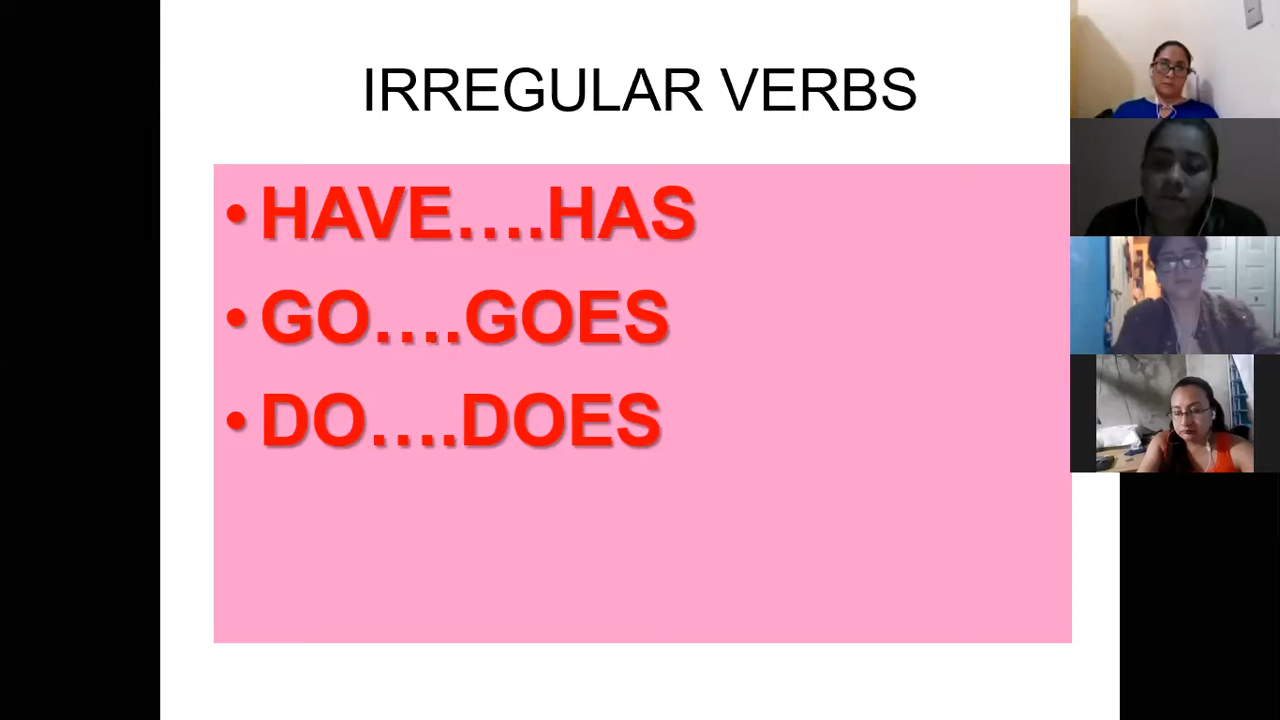 IRREGULAR VERBS
• HAVE….HAS
• GO….GOES
• DO….DOES